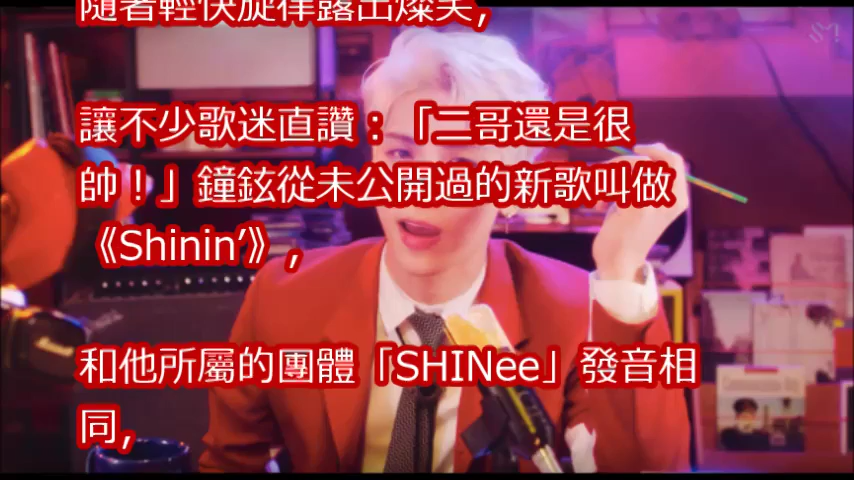 隨著輕快旋律露出燦笑，
SM
讓不少歌迷直讚：「二哥還是很
帥！」鐘鉉從未公開過的新歌叫做
《Shinin’》，
和他所屬的團體「SHINee」發音相
同，